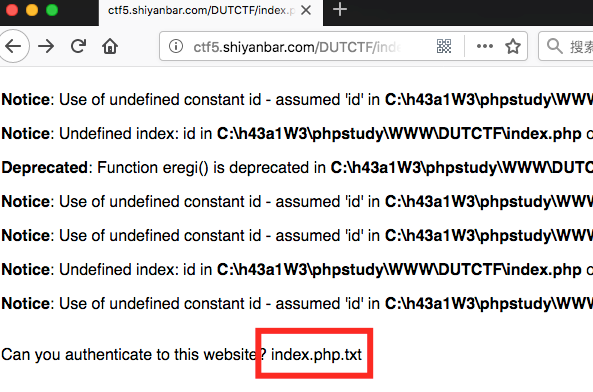 ctf5.shiyanbar.com/DUTCTF/index.p
ctf5.shiyanbar.com/DUTCTF/ind
搜索
Notice: Use of undefined constant id - assumed 'id' in C:\h43a1W3\phpstudy\WWW
Notice: Undefined index: id in C:\h43a1W3\phpstudy\WWW\DUTCTF\index.php o
Deprecated: Function eregi() is deprecated in C:\h43a1W3\phpstudy\WWW\DUTC
Notice: Use of undefined constant id - assumed 'id' in C:\h43a1W3\phpstudy\WWW
Notice: Use of undefined constant id - assumed 'id' in C:\h43a1W3\phpstudy\WWW
Notice: Undefined index: id in C:\h43a1W3\phpstudy\WWW\DUTCTF\index.php o
Notice: Use of undefined constant id - assumed 'id' in C:\h43a1W3\phpstudy\WWW
Can you authenticate to this website? index.php.txt